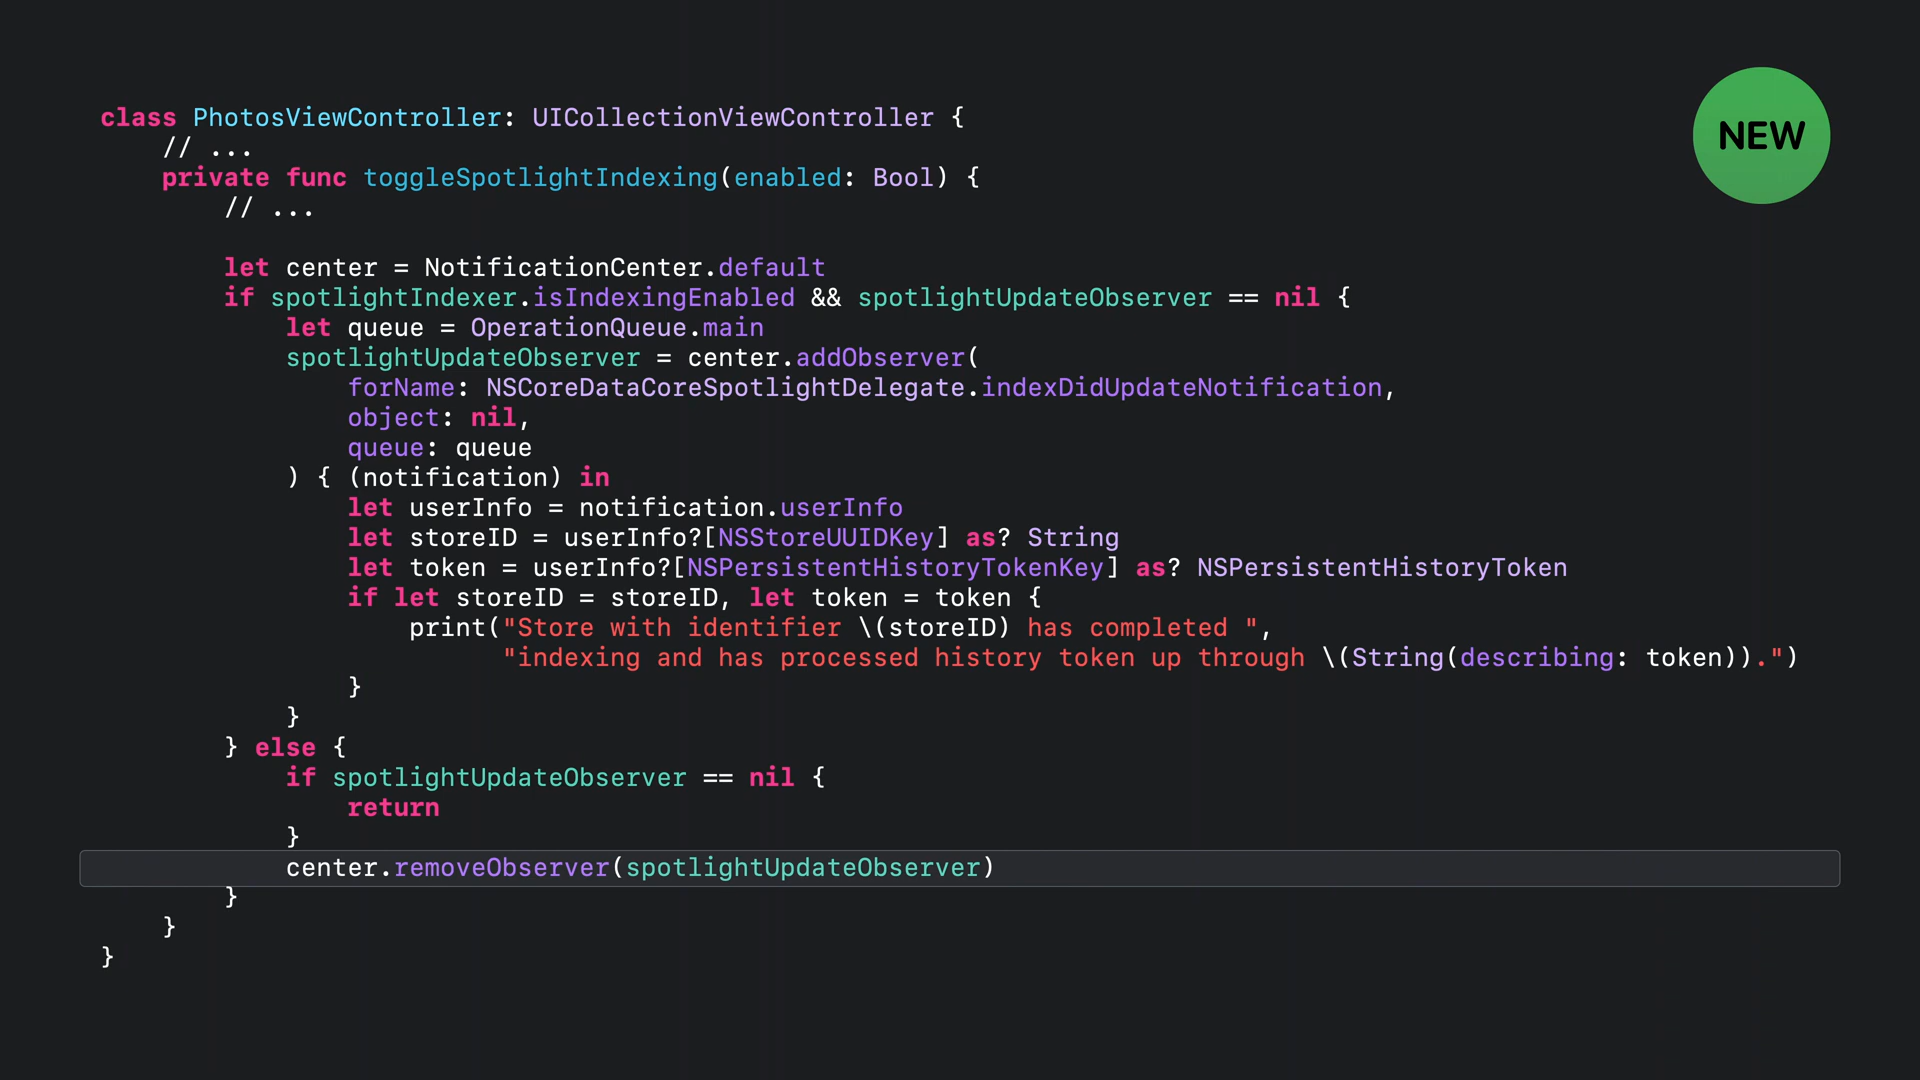 class PhotosViewController: UICollectionViewController {
    // ...
    private func toggleSpotlightIndexing(enabled: Bool) {
        // ...

        let center = NotificationCenter.default
        if spotlightIndexer.isIndexingEnabled && spotlightUpdateObserver == nil {
            let queue = OperationQueue.main
            spotlightUpdateObserver = center.addObserver(
                forName: NSCoreDataCoreSpotlightDelegate.indexDidUpdateNotification,
                object: nil,
                queue: queue
            ) { (notification) in
                let userInfo = notification.userInfo
                let storeID = userInfo?[NSStoreUUIDKey] as? String
                let token = userInfo?[NSPersistentHistoryTokenKey] as? NSPersistentHistoryToken
                if let storeID = storeID, let token = token {
                    print("Store with identifier \(storeID) has completed ",
                          "indexing and has processed history token up through \(String(describing: token)).")
                }
            }
        } else {
            if spotlightUpdateObserver == nil {
                return
            }
            center.removeObserver(spotlightUpdateObserver)
        }
    }
}
NEW